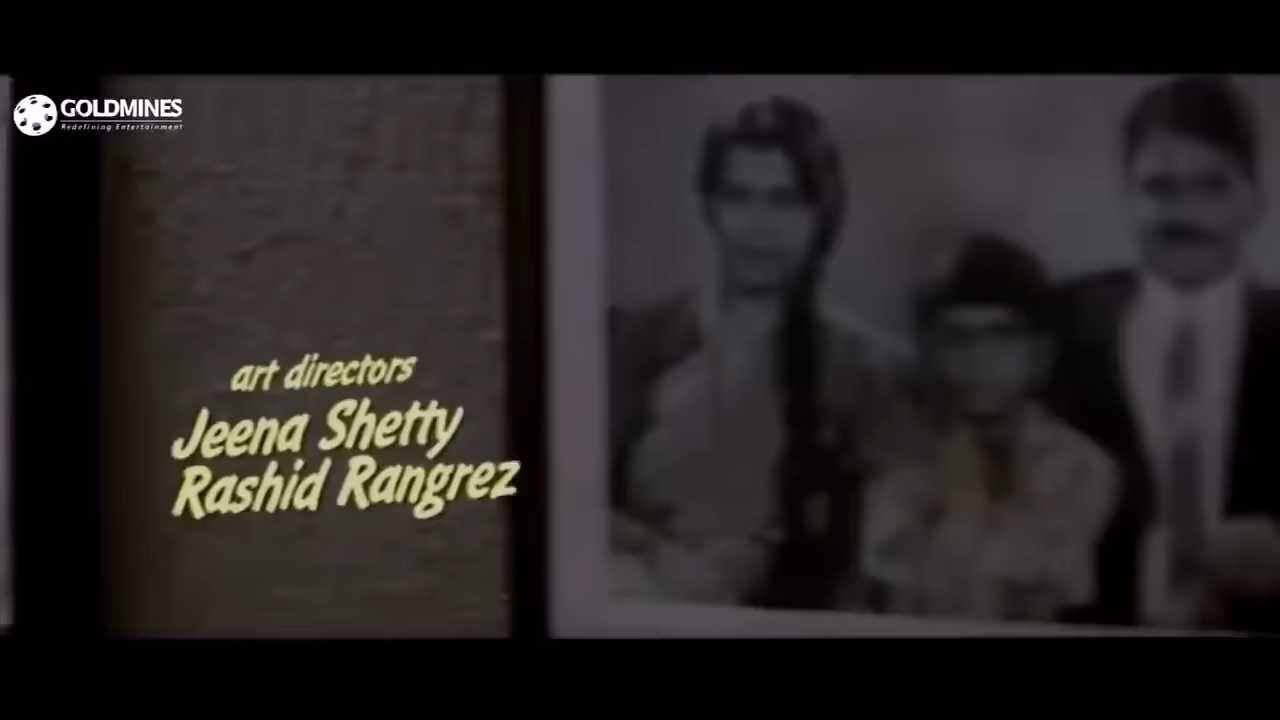 GOLDMINES
Redefining Entertainment
art directors
Jeena Shetty
Rashid Rangrez